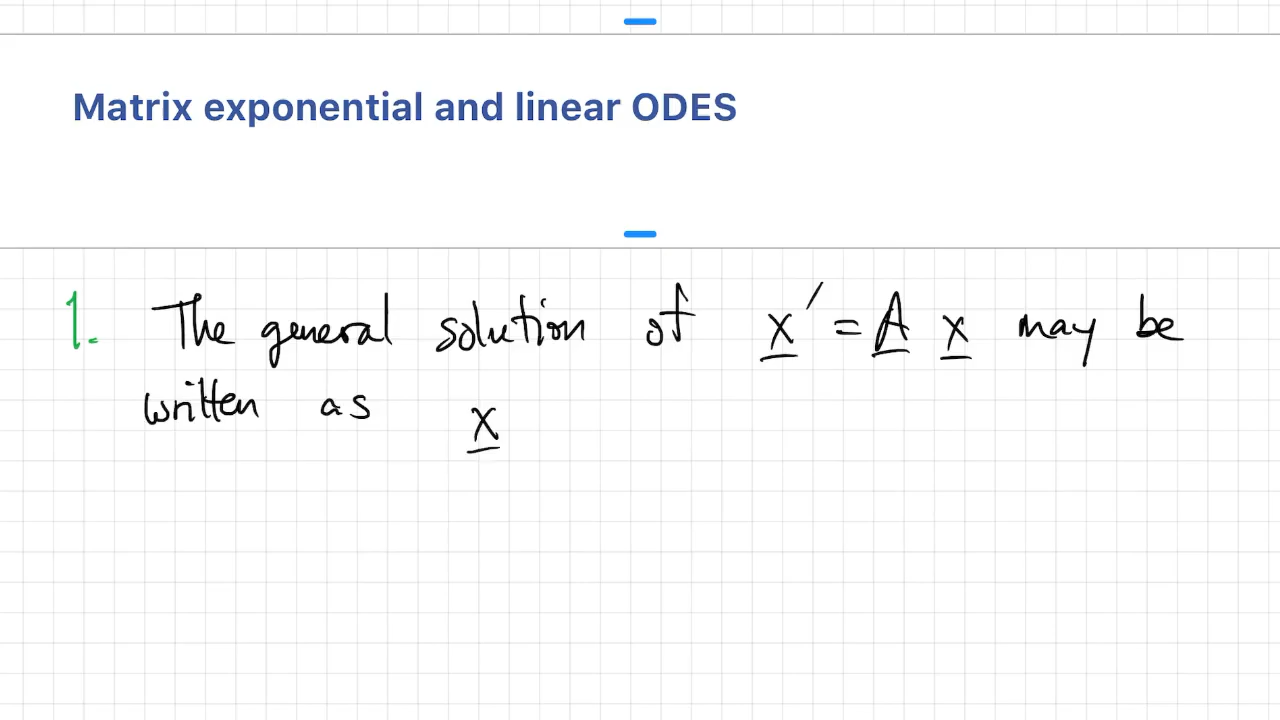 Matrix exponential and linear ODES
1. The general solution of x' = A x may be
written as x